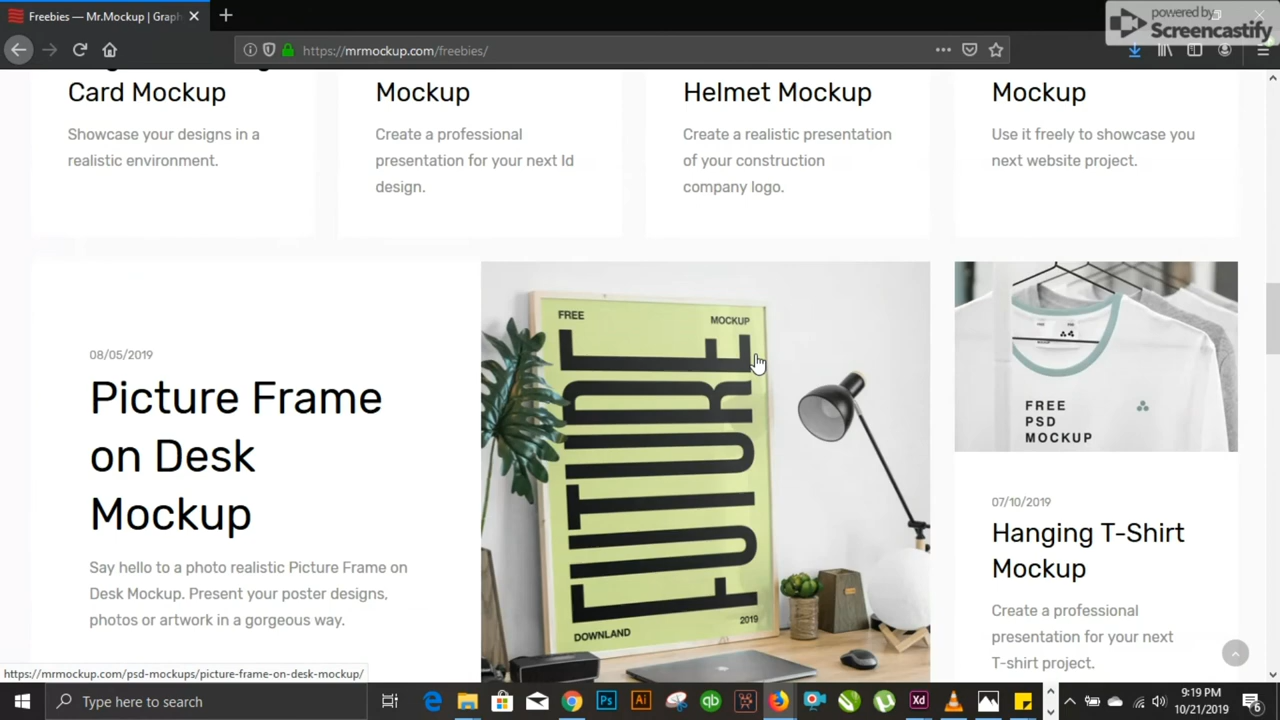 Freebies — Mr.Mockup | Graph
powered by
Screencastify
https://mrmockup.com/freebies/
Card Mockup
Showcase your designs in a
realistic environment.
Mockup
Create a professional
presentation for your next Id
design.
Helmet Mockup
Create a realistic presentation
of your construction
company logo.
Mockup
Use it freely to showcase you
next website project.
08/05/2019
Picture Frame
on Desk
Mockup
Say hello to a photo realistic Picture Frame on
Desk Mockup. Present your poster designs,
photos or artwork in a gorgeous way.
FREE
MOCKUP
FUTURE
DOWNLAND
2019
FREE
PSD
MOCKUP
07/10/2019
Hanging T-Shirt
Mockup
Create a professional
presentation for your next
T-shirt project.
https://mrmockup.com/psd-mockups/picture-frame-on-desk-mockup/
Type here to search
Ps
Ai
qb
Xd
9:19 PM
10/21/2019
6